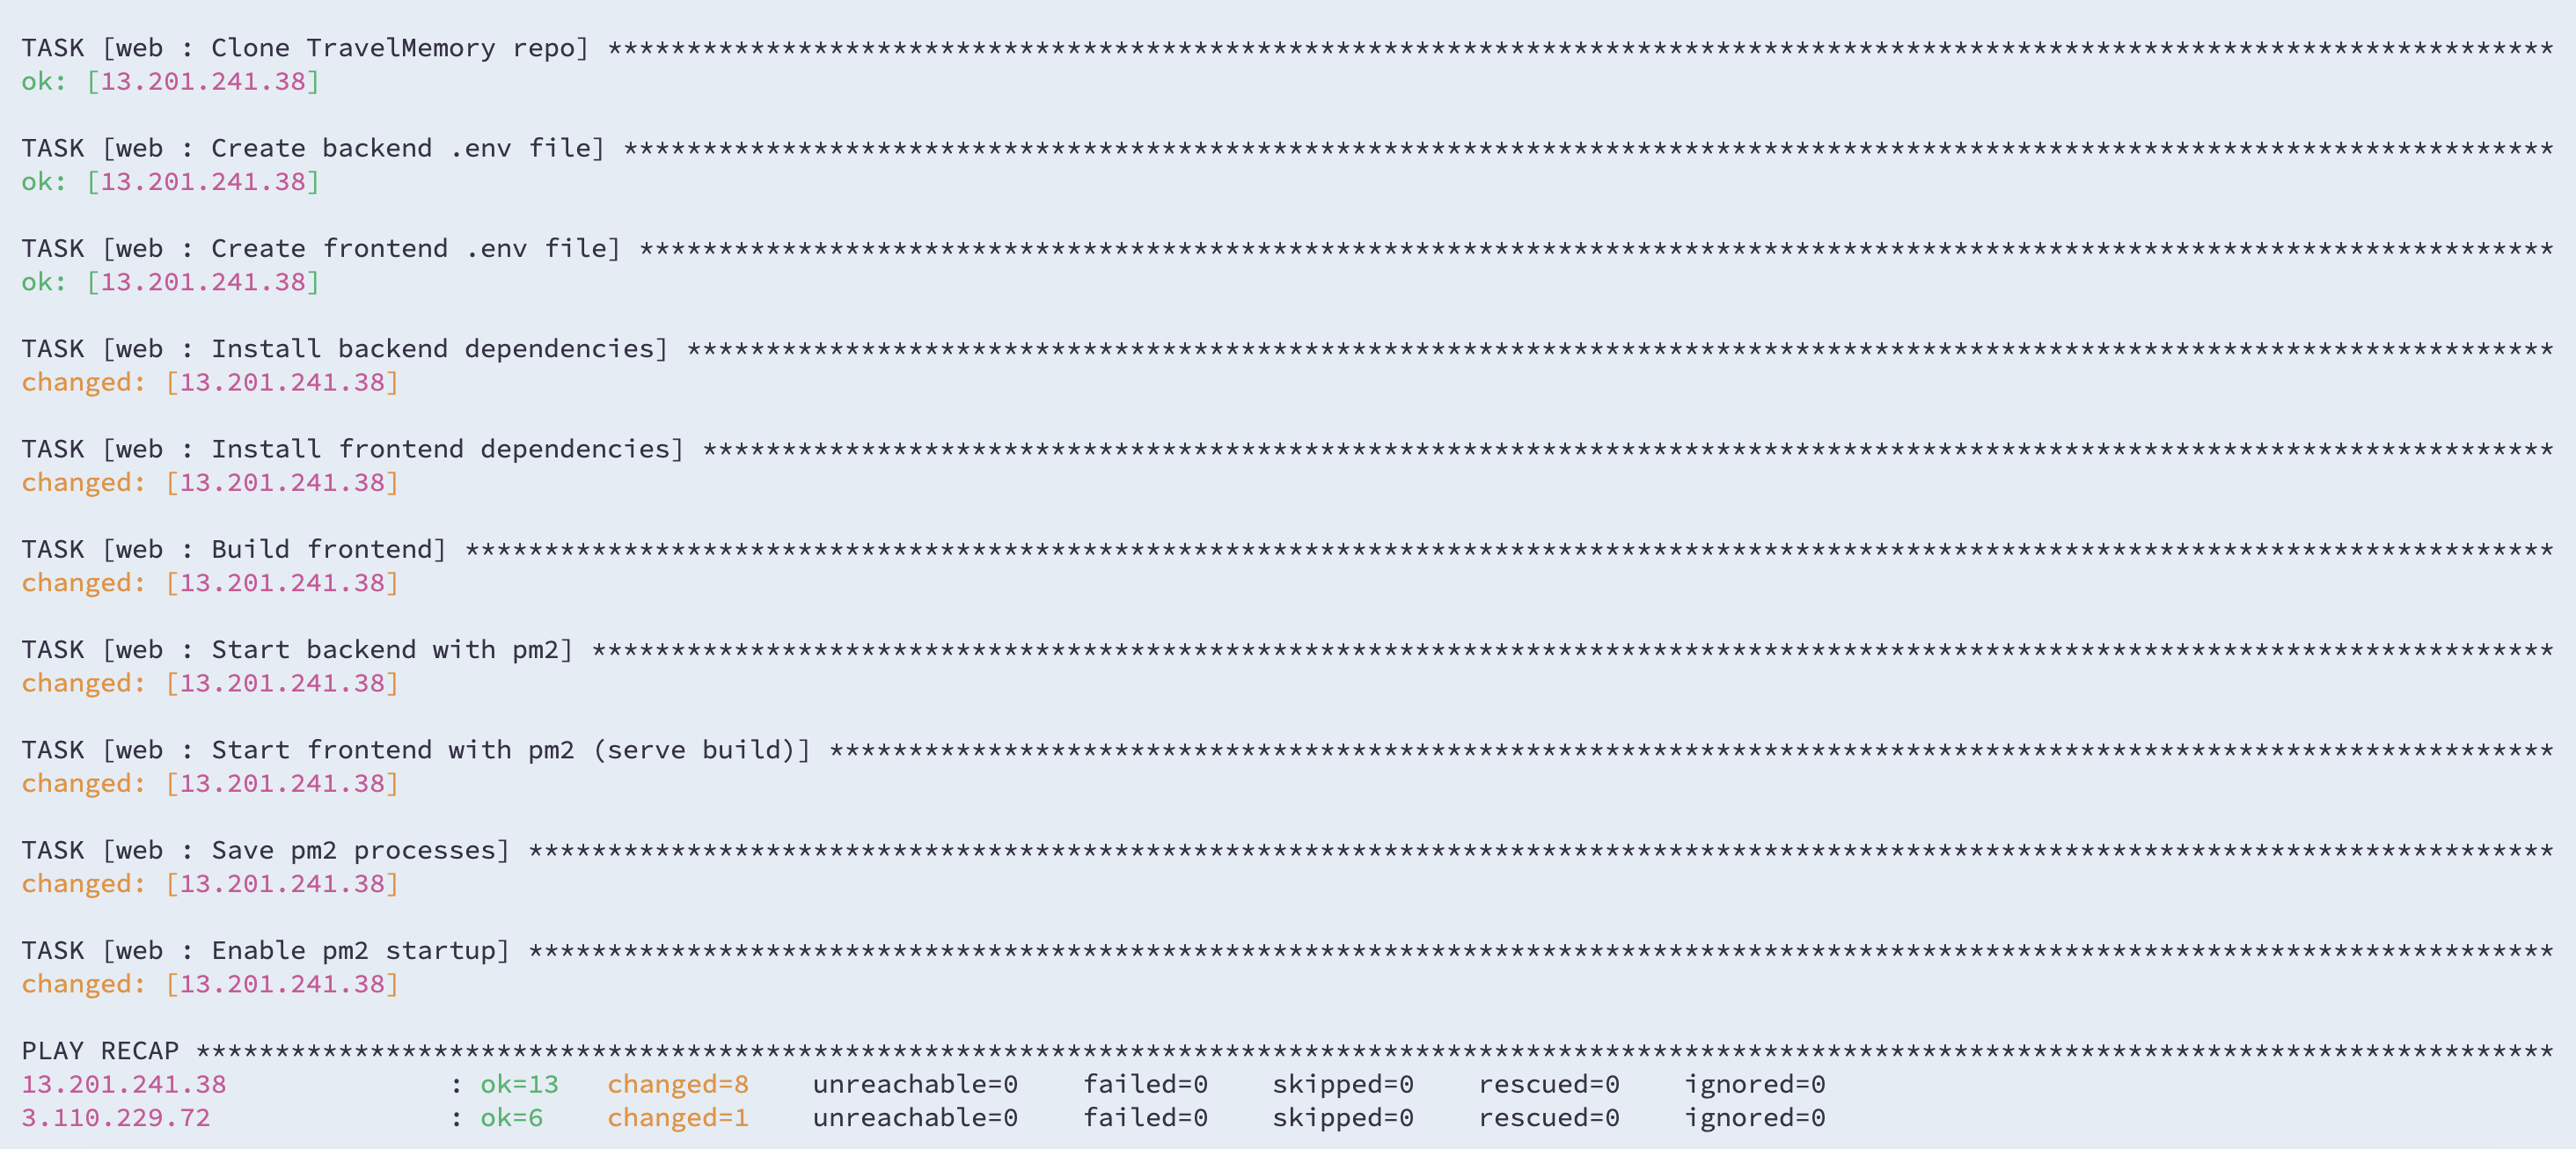 TASK [web : Clone TravelMemory repo] ***************************************************************************************************************************
ok: [13.201.241.38]
TASK [web : Create backend .env file] **************************************************************************************************************************
ok: [13.201.241.38]
TASK [web : Create frontend .env file] *************************************************************************************************************************
ok: [13.201.241.38]
TASK [web : Install backend dependencies] **********************************************************************************************************************
changed: [13.201.241.38]
TASK [web : Install frontend dependencies] *********************************************************************************************************************
changed: [13.201.241.38]
TASK [web : Build frontend] ************************************************************************************************************************************
changed: [13.201.241.38]
TASK [web : Start backend with pm2] ****************************************************************************************************************************
changed: [13.201.241.38]
TASK [web : Start frontend with pm2 (serve build)] *************************************************************************************************************
changed: [13.201.241.38]
TASK [web : Save pm2 processes] ********************************************************************************************************************************
changed: [13.201.241.38]
TASK [web : Enable pm2 startup] ********************************************************************************************************************************
changed: [13.201.241.38]
PLAY RECAP *****************************************************************************************************************************************************
13.201.241.38              : ok=13   changed=8    unreachable=0    failed=0    skipped=0    rescued=0    ignored=0
3.110.229.72               : ok=6    changed=1    unreachable=0    failed=0    skipped=0    rescued=0    ignored=0